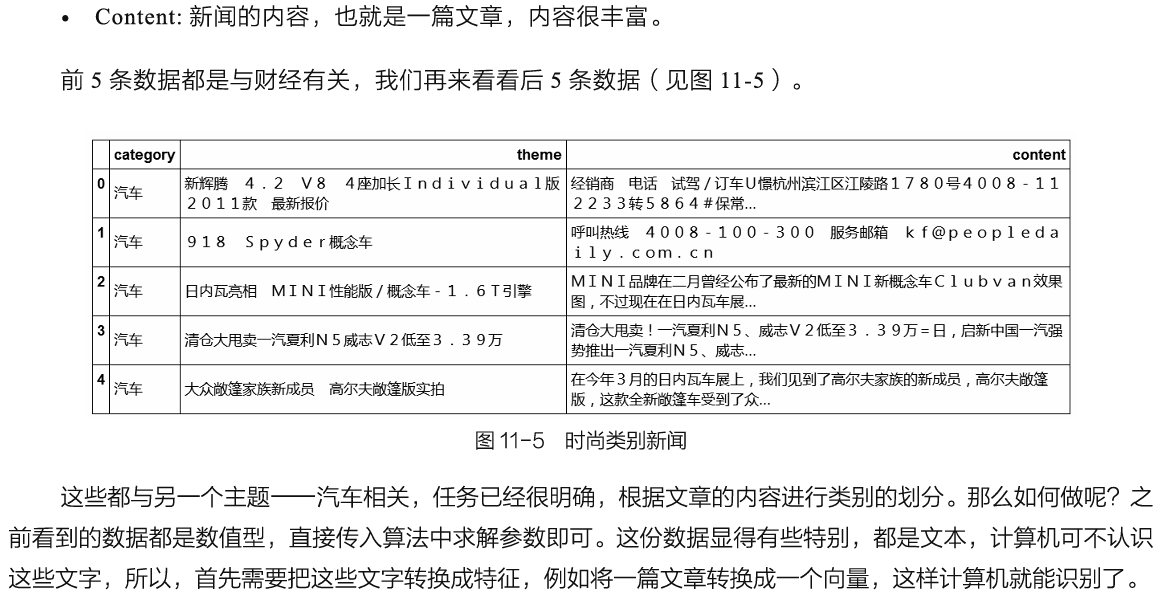 • Content: 新闻的内容，也就是一篇文章，内容很丰富。
前 5 条数据都是与财经有关，我们再来看看后 5 条数据（见图 11-5）。
category theme content
0 汽车 新辉腾　４．２　Ｖ８　４座加长Ｉｎｄｉｖｉｄｕａｌ版２０１１款　最新报价 经销商　电话　试驾／订车Ｕ憬杭州滨江区江陵路１７８０号４００８－１１２２３３转５８６４＃保常...
1 汽车 ９１８　Ｓｐｙｄｅｒ概念车 呼叫热线　４００８－１００－３００　服务邮箱　ｋｆ＠ｐｅｏｐｌｅｄａｉｌｙ．ｃｏｍ．ｃｎ
2 汽车 日内瓦亮相　ＭＩＮＩ性能版／概念车－１．６Ｔ引擎 ＭＩＮＩ品牌在二月曾经公布了最新的ＭＩＮＩ新概念车Ｃｌｕｂｖａｎ效果图，不过现在在日内瓦车展...
3 汽车 清仓大甩卖一汽夏利Ｎ５威志Ｖ２低至３．３９万 清仓大甩卖！一汽夏利Ｎ５、威志Ｖ２低至３．３９万＝日，启新中国一汽强势推出一汽夏利Ｎ５、威志...
4 汽车 大众敞篷家族新成员　高尔夫敞篷版实拍 在今年３月的日内瓦车展上，我们见到了高尔夫家族的新成员，高尔夫敞篷版，这款全新敞篷车受到了众...
图 11-5　时尚类别新闻
这些都与另一个主题——汽车相关，任务已经很明确，根据文章的内容进行类别的划分。那么如何做呢？之
前看到的数据都是数值型，直接传入算法中求解参数即可。这份数据显得有些特别，都是文本，计算机可不认识
这些文字，所以，首先需要把这些文字转换成特征，例如将一篇文章转换成一个向量，这样计算机就能识别了。